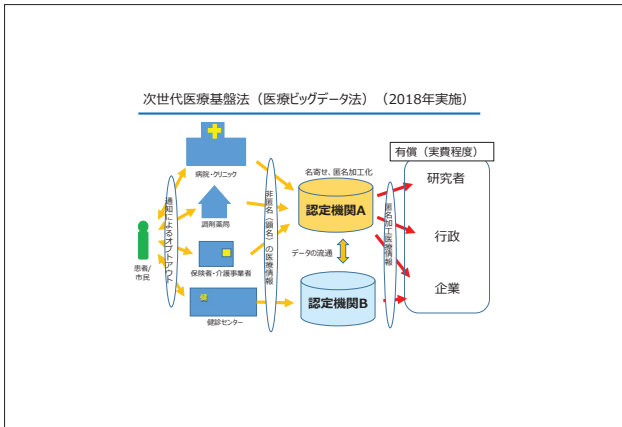 次世代医療基盤法（医療ビッグデータ法）（2018年実施）
病院・クリニック
調剤薬局
保険者・介護事業者
健
健診センター
患者/
市民
通知によるオプトアウト
非匿名（顕名）の医療情報
名寄せ、匿名加工化
認定機関A
データの流通
認定機関B
匿名加工医療情報
有償（実費程度）
研究者
行政
企業